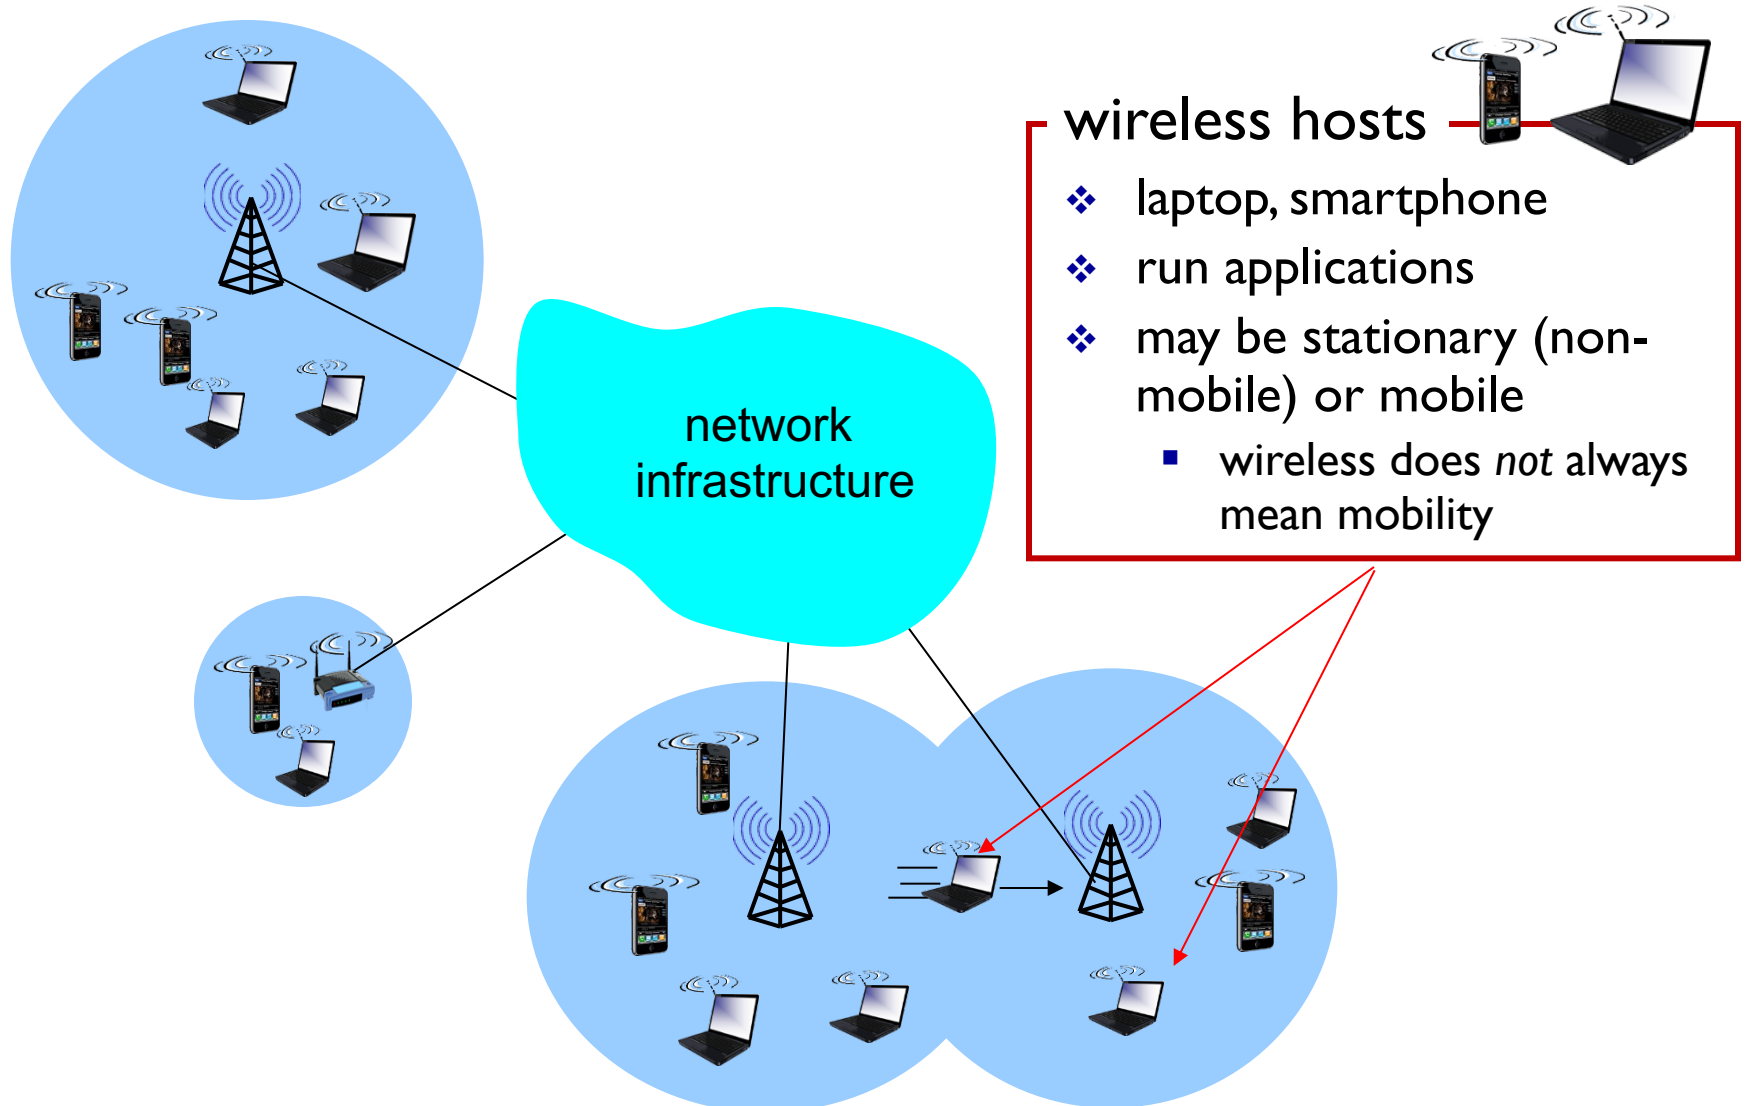 wireless hosts
❖ laptop, smartphone
❖ run applications
❖ may be stationary (non-
mobile) or mobile
▪ wireless does not always
mean mobility
network
infrastructure